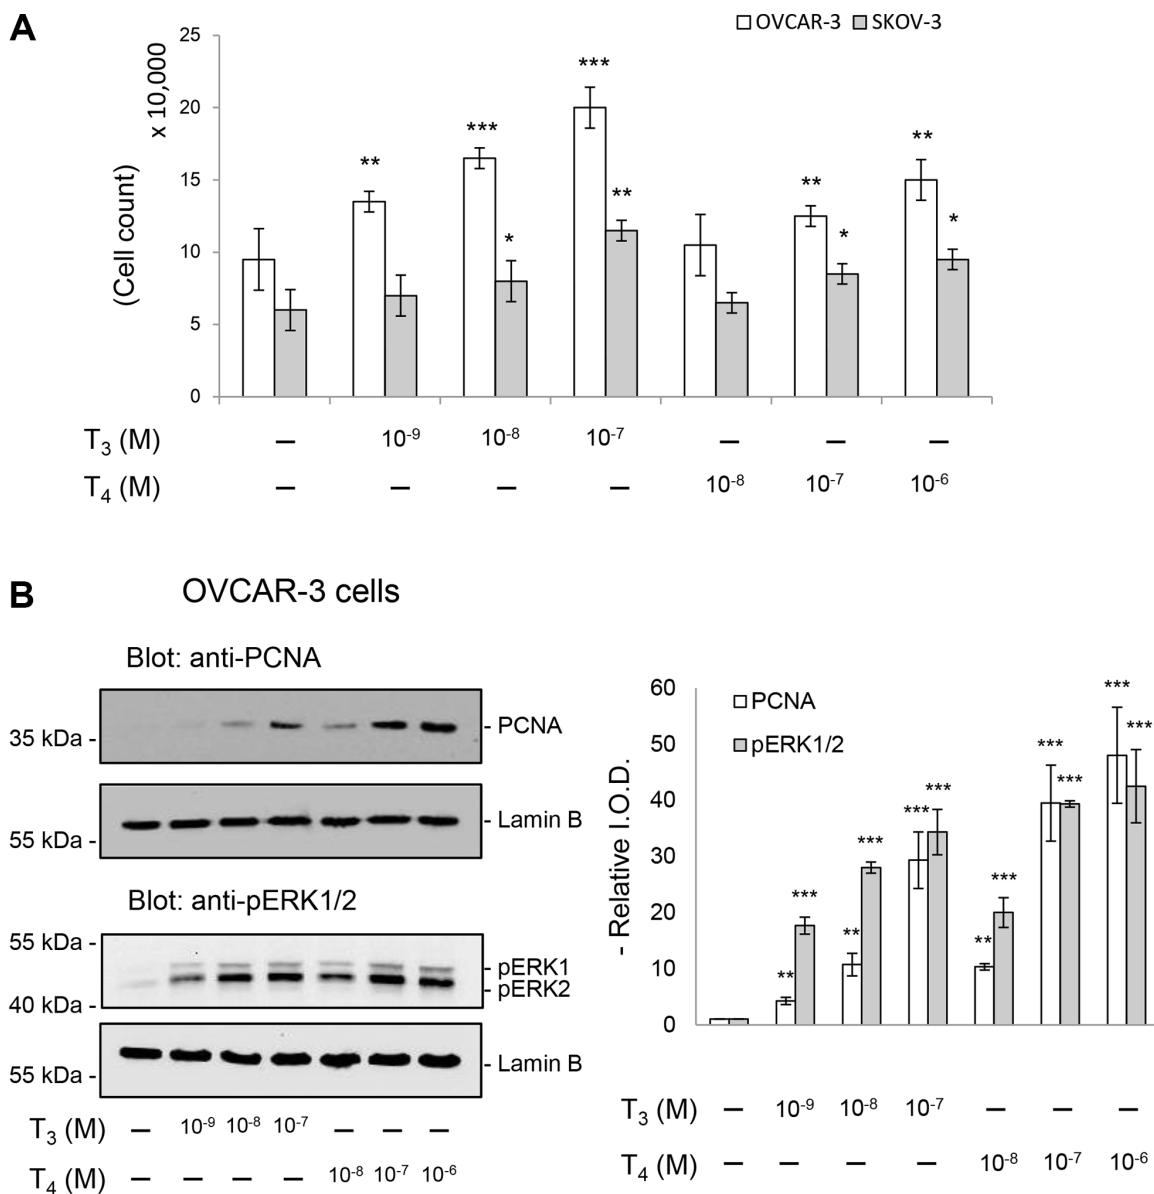 A
OVCAR-3 SKOV-3
(Cell count) x 10,000
25
20
15
10
5
0
** *** *** ** **
* ** * *
T3 (M) – 10-9 10-8 10-7 – – –
T4 (M) – – – – 10-8 10-7 10-6
B
OVCAR-3 cells
Blot: anti-PCNA
35 kDa - - PCNA
55 kDa - - Lamin B
Blot: anti-pERK1/2
55 kDa -
- pERK1
- pERK2
40 kDa -
55 kDa - - Lamin B
T3 (M) – 10-9 10-8 10-7 – – –
T4 (M) – – – – 10-8 10-7 10-6
- Relative I.O.D.
60
50
40
30
20
10
0
PCNA
pERK1/2
** ** *** ** *** ***
*** *** *** *** *** ***
T3 (M) – 10-9 10-8 10-7 – – –
T4 (M) – – – – 10-8 10-7 10-6